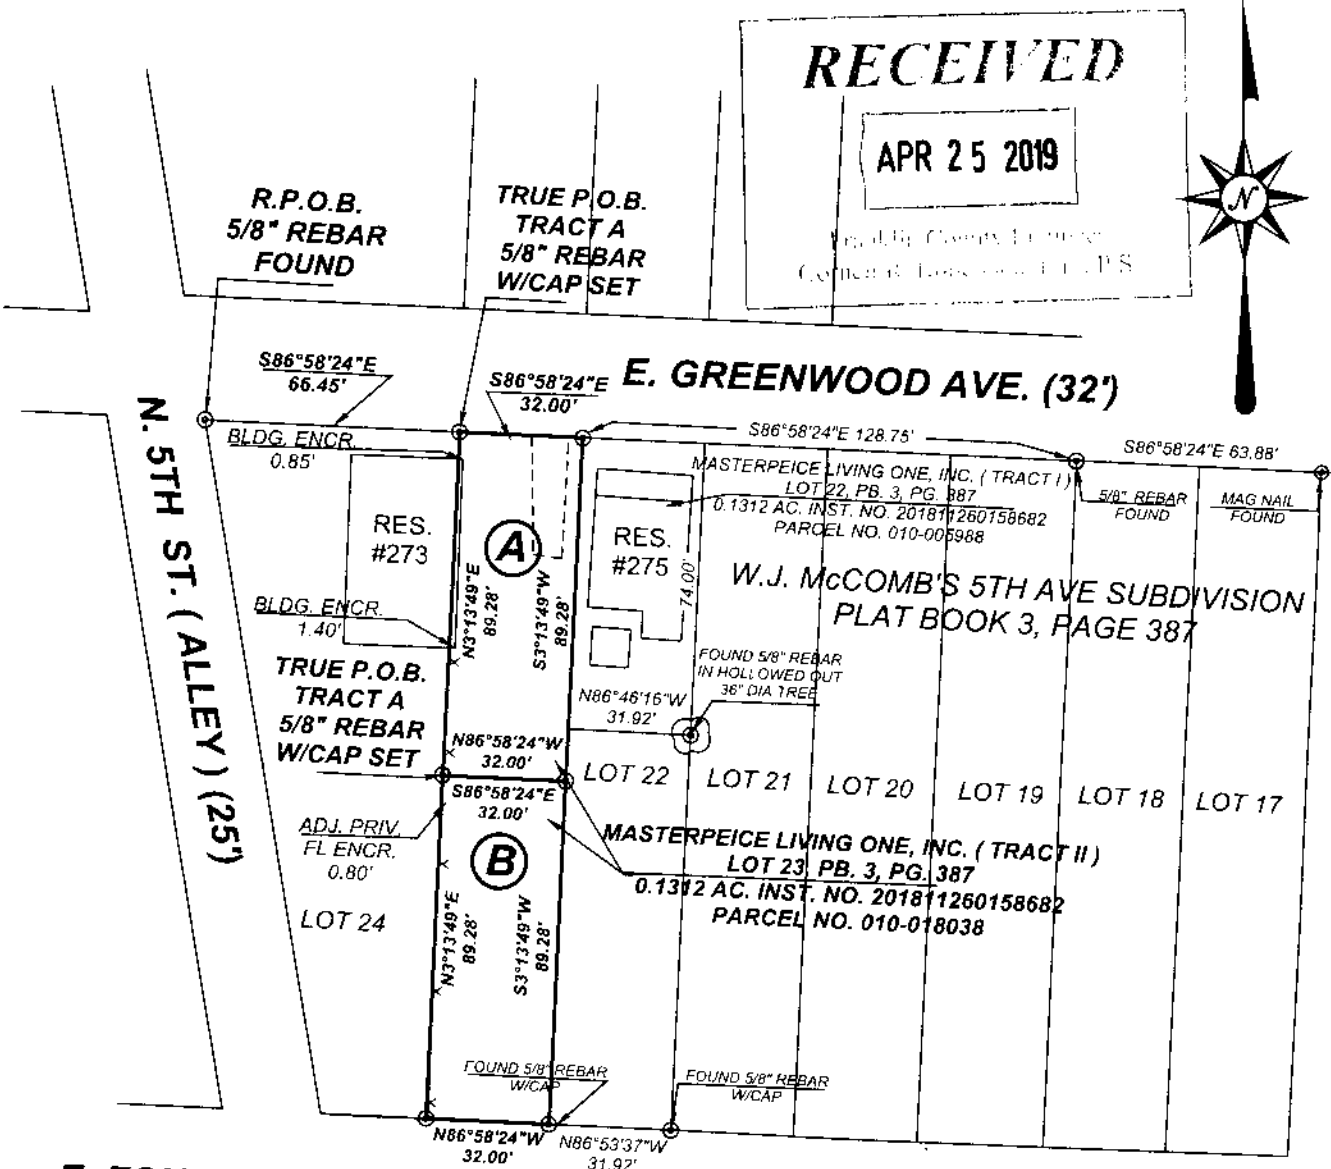 RECEIVED
APR 25 2019
N
R.P.O.B.
5/8" REBAR
FOUND
TRUE P.O.B.
TRACT A
5/8" REBAR
W/CAP SET
S86°58'24"E
66.45'
S86°58'24"E
32.00'
E. GREENWOOD AVE. (32')
S86°58'24"E 128.75'
S86°58'24"E 63.88'
BLDG. ENCR.
0.85'
MASTERPEICE LIVING ONE, INC. ( TRACT I )
LOT 22, PB. 3, PG. 387
0.1312 AC. INST. NO. 201811260158682
PARCEL NO. 010-005988
5/8" REBAR
FOUND
MAG NAIL
FOUND
N. 5TH ST. ( ALLEY ) (25')
RES.
#273
A
RES.
#275
74.00'
N3°13'49"E
89.28'
S3°13'49"W
89.28'
W.J. McCOMB'S 5TH AVE SUBDIVISION
PLAT BOOK 3, PAGE 387
BLDG. ENCR.
1.40'
FOUND 5/8" REBAR
IN HOLLOWED OUT
36" DIA TREE
TRUE P.O.B.
TRACT A
5/8" REBAR
W/CAP SET
N86°46'16"W
31.92'
N86°58'24"W
32.00'
S86°58'24"E
32.00'
LOT 22
LOT 21
LOT 20
LOT 19
LOT 18
LOT 17
ADJ. PRIV.
FL ENCR.
0.80'
B
MASTERPEICE LIVING ONE, INC. ( TRACT II )
LOT 23, PB. 3, PG. 387
0.1312 AC. INST. NO. 201811260158682
PARCEL NO. 010-018038
LOT 24
N3°13'49"E
89.28'
S3°13'49"W
89.28'
FOUND 5/8" REBAR
W/CAP
FOUND 5/8" REBAR
W/CAP
N86°58'24"W
32.00'
N86°53'37"W
31.92'